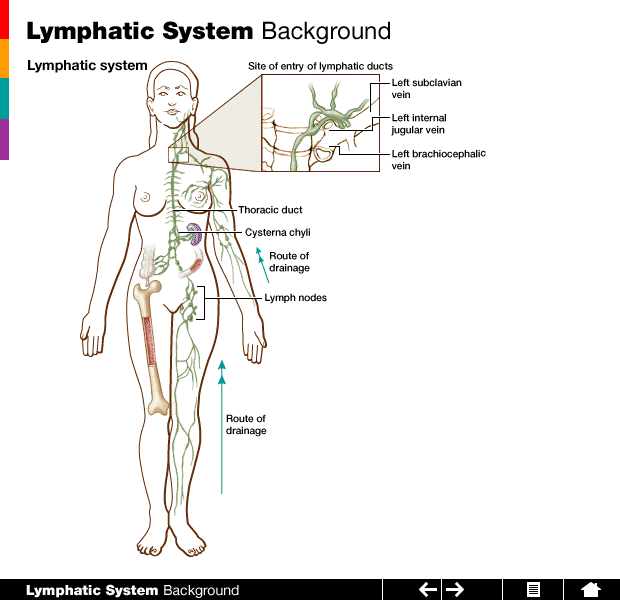 Lymphatic System Background
Lymphatic system
Site of entry of lymphatic ducts
Left subclavian
vein
Left internal
jugular vein
Left brachiocephalic
vein
Thoracic duct
Cysterna chyli
Route of
drainage
Lymph nodes
Route of
drainage
Lymphatic System Background